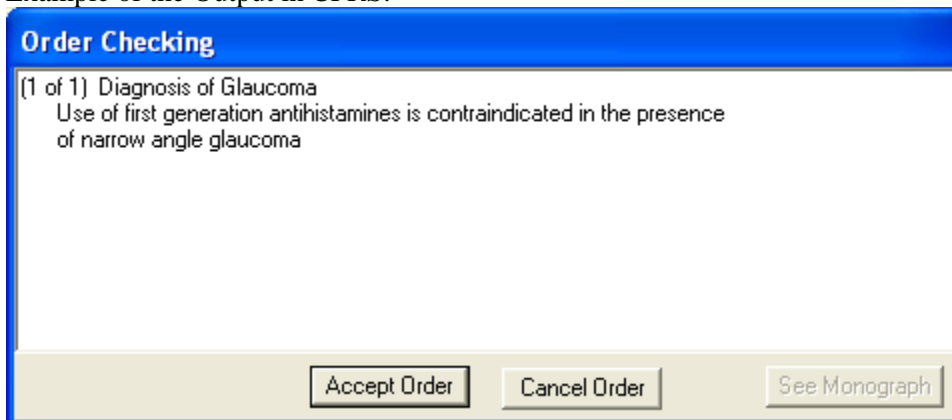 Example of the Output in CPRS:
Order Checking
(1 of 1) Diagnosis of Glaucoma
Use of first generation antihistamines is contraindicated in the presence
of narrow angle glaucoma
Accept Order Cancel Order See Monograph